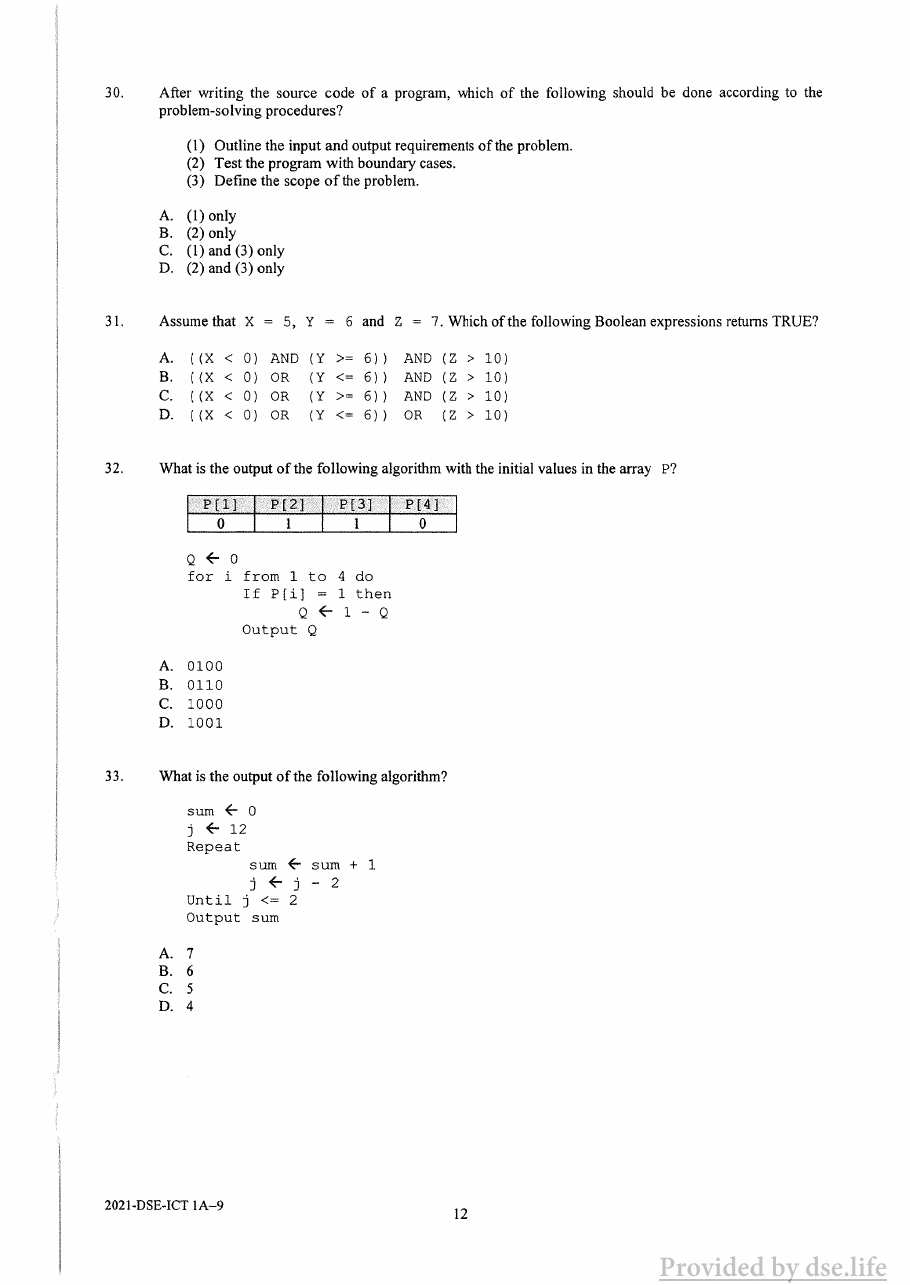 30. After writing the source code of a program, which of the following should be done according to the
problem-solving procedures?
(1) Outline the input and output requirements of the problem.
(2) Test the program with boundary cases.
(3) Define the scope of the problem.
A. (1) only
B. (2) only
C. (1) and (3) only
D. (2) and (3) only
31. Assume that X = 5, Y = 6 and Z = 7. Which of the following Boolean expressions returns TRUE?
A. ((X < 0) AND (Y >= 6)) AND (Z > 10)
B. ((X < 0) OR (Y <= 6)) AND (Z > 10)
C. ((X < 0) OR (Y >= 6)) AND (Z > 10)
D. ((X < 0) OR (Y <= 6)) OR (Z > 10)
32. What is the output of the following algorithm with the initial values in the array P?
P[1] P[2] P[3] P[4]
0 1 1 0
Q ← 0
for i from 1 to 4 do
If P[i] = 1 then
Q ← 1 - Q
Output Q
A. 0100
B. 0110
C. 1000
D. 1001
33. What is the output of the following algorithm?
sum ← 0
j ← 12
Repeat
sum ← sum + 1
j ← j - 2
Until j <= 2
Output sum
A. 7
B. 6
C. 5
D. 4
2021-DSE-ICT 1A–9
12
Provided by dse.life